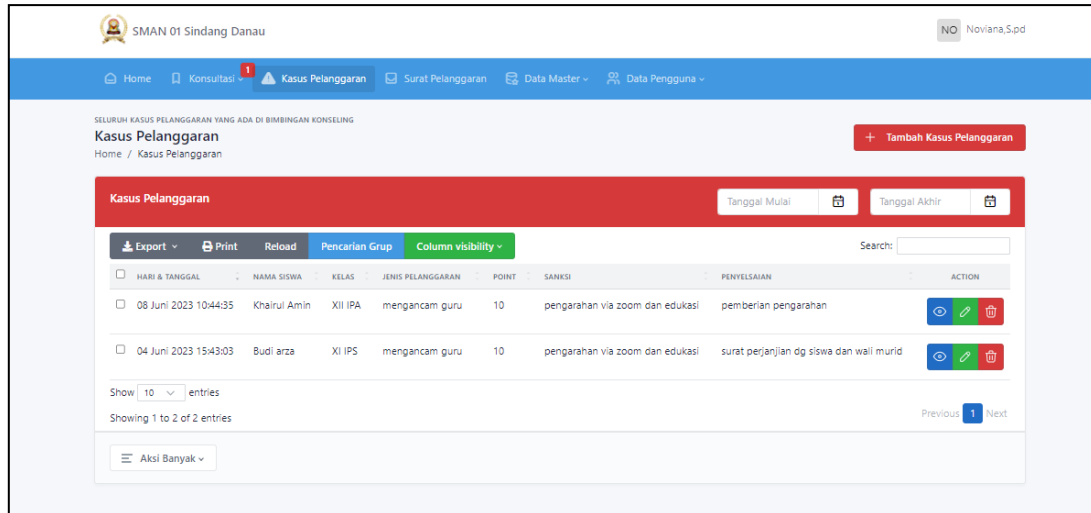 SMAN 01 Sindang Danau
NO Noviana,S.pd
Home Konsultasi 1 Kasus Pelanggaran Surat Pelanggaran Data Master Data Pengguna
SELURUH KASUS PELANGGARAN YANG ADA DI BIMBINGAN KONSELING
Kasus Pelanggaran
Home / Kasus Pelanggaran
+ Tambah Kasus Pelanggaran
Kasus Pelanggaran Tanggal Mulai Tanggal Akhir
Export Print Reload Pencarian Grup Column visibility Search:
HARI & TANGGAL NAMA SISWA KELAS JENIS PELANGGARAN POINT SANKSI PENYELSAIAN ACTION
08 Juni 2023 10:44:35 Khairul Amin XII IPA mengancam guru 10 pengarahan via zoom dan edukasi pemberian pengarahan
04 Juni 2023 15:43:03 Budi arza XI IPS mengancam guru 10 pengarahan via zoom dan edukasi surat perjanjian dg siswa dan wali murid
Show 10 entries
Showing 1 to 2 of 2 entries
Previous 1 Next
Aksi Banyak